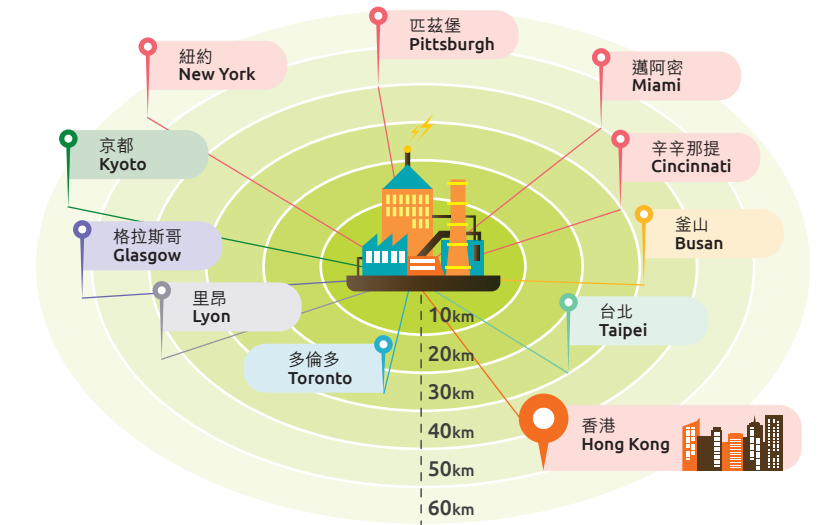 匹茲堡
Pittsburgh
紐約
New York
邁阿密
Miami
京都
Kyoto
辛辛那提
Cincinnati
格拉斯哥
Glasgow
釜山
Busan
里昂
Lyon
台北
Taipei
多倫多
Toronto
香港
Hong Kong
10km
20km
30km
40km
50km
60km